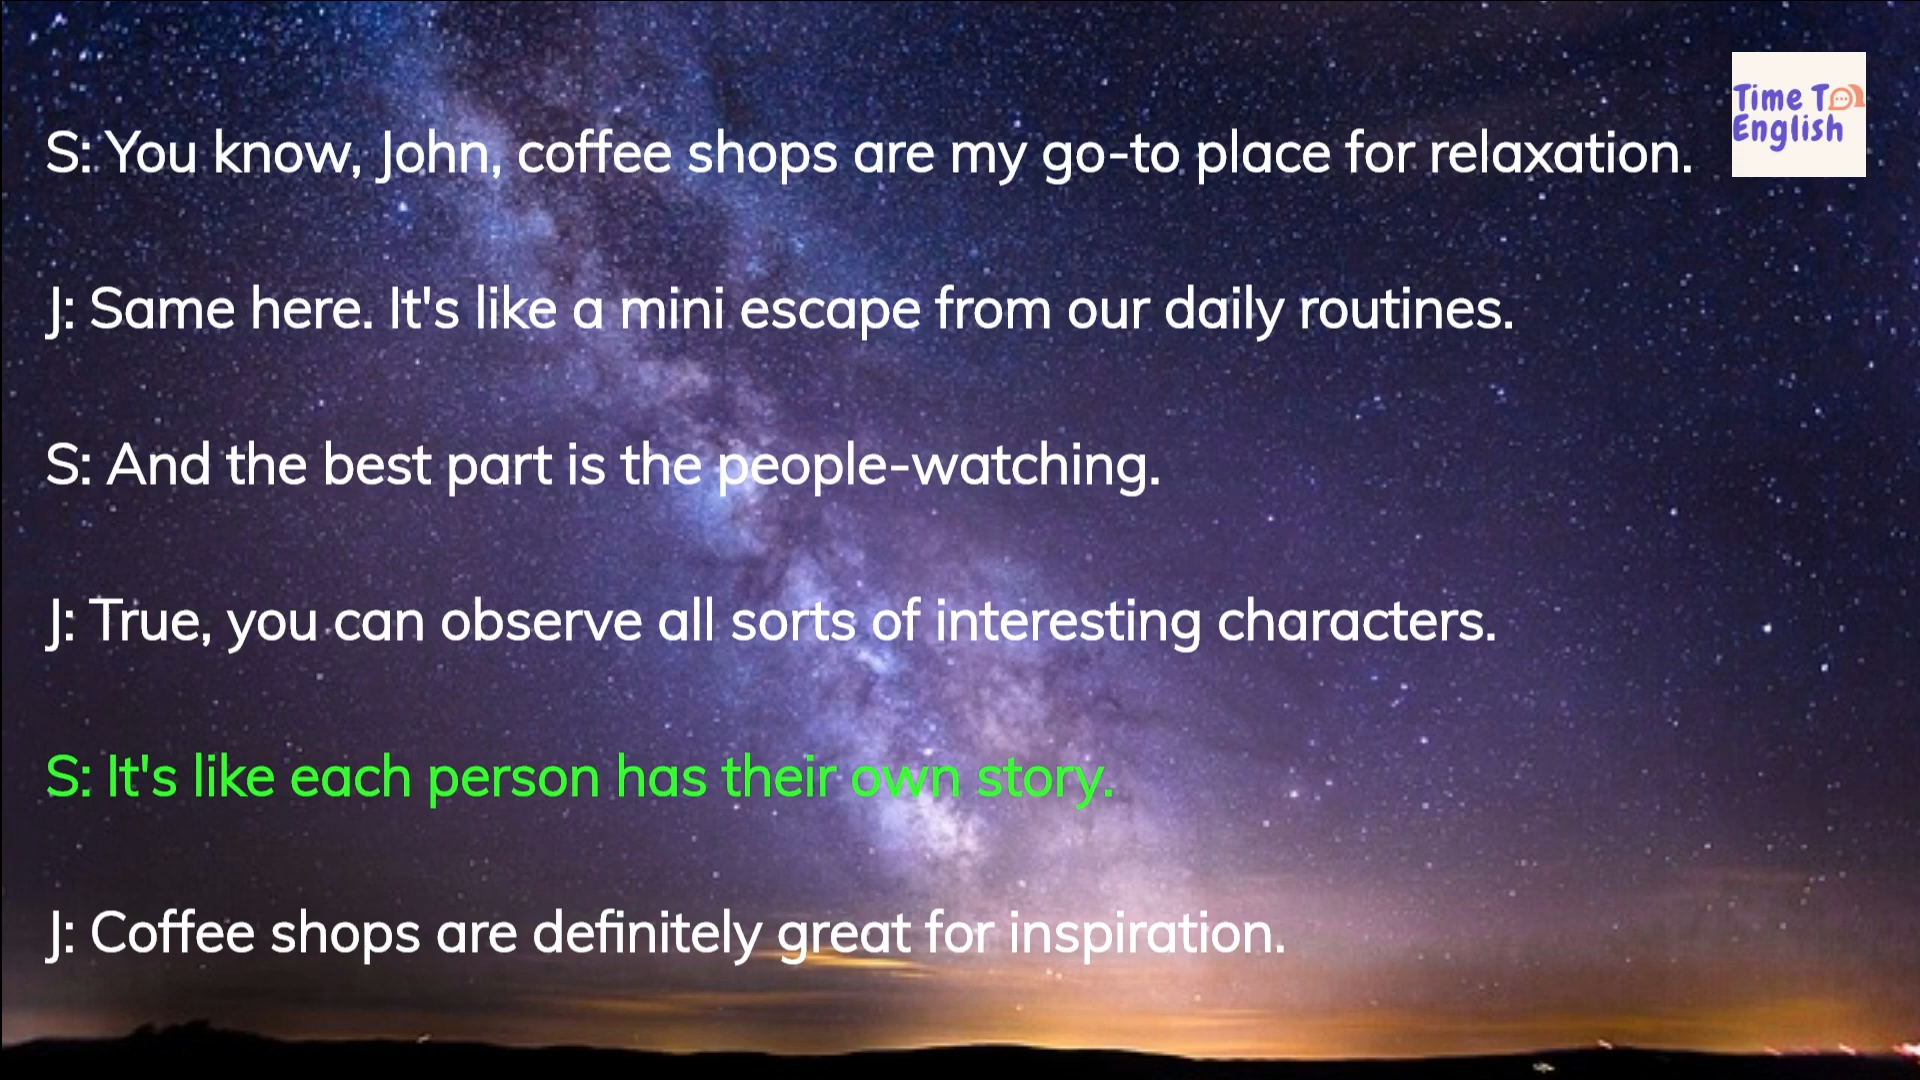 Time To
English
S: You know, John, coffee shops are my go-to place for relaxation.
J: Same here. It's like a mini escape from our daily routines.
S: And the best part is the people-watching.
J: True, you can observe all sorts of interesting characters.
S: It's like each person has their own story.
J: Coffee shops are definitely great for inspiration.